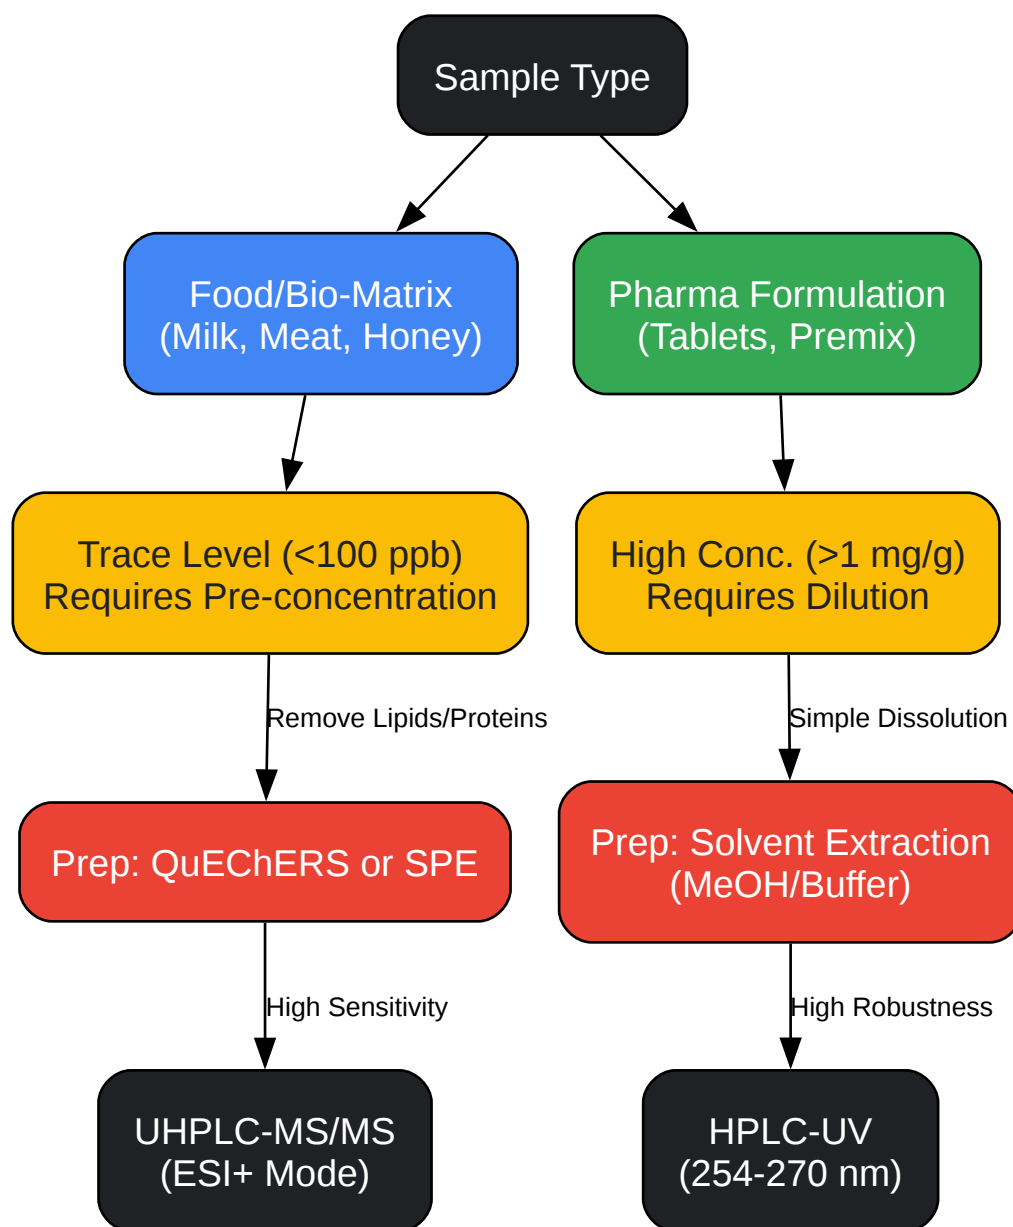 Sample Type
Food/Bio-Matrix
(Milk, Meat, Honey)
Pharma Formulation
(Tablets, Premix)
Trace Level (<100 ppb)
Requires Pre-concentration
High Conc. (>1 mg/g)
Requires Dilution
Remove Lipids/Proteins
Simple Dissolution
Prep: QuEChERS or SPE
Prep: Solvent Extraction
(MeOH/Buffer)
High Sensitivity
High Robustness
UHPLC-MS/MS
(ESI+ Mode)
HPLC-UV
(254-270 nm)